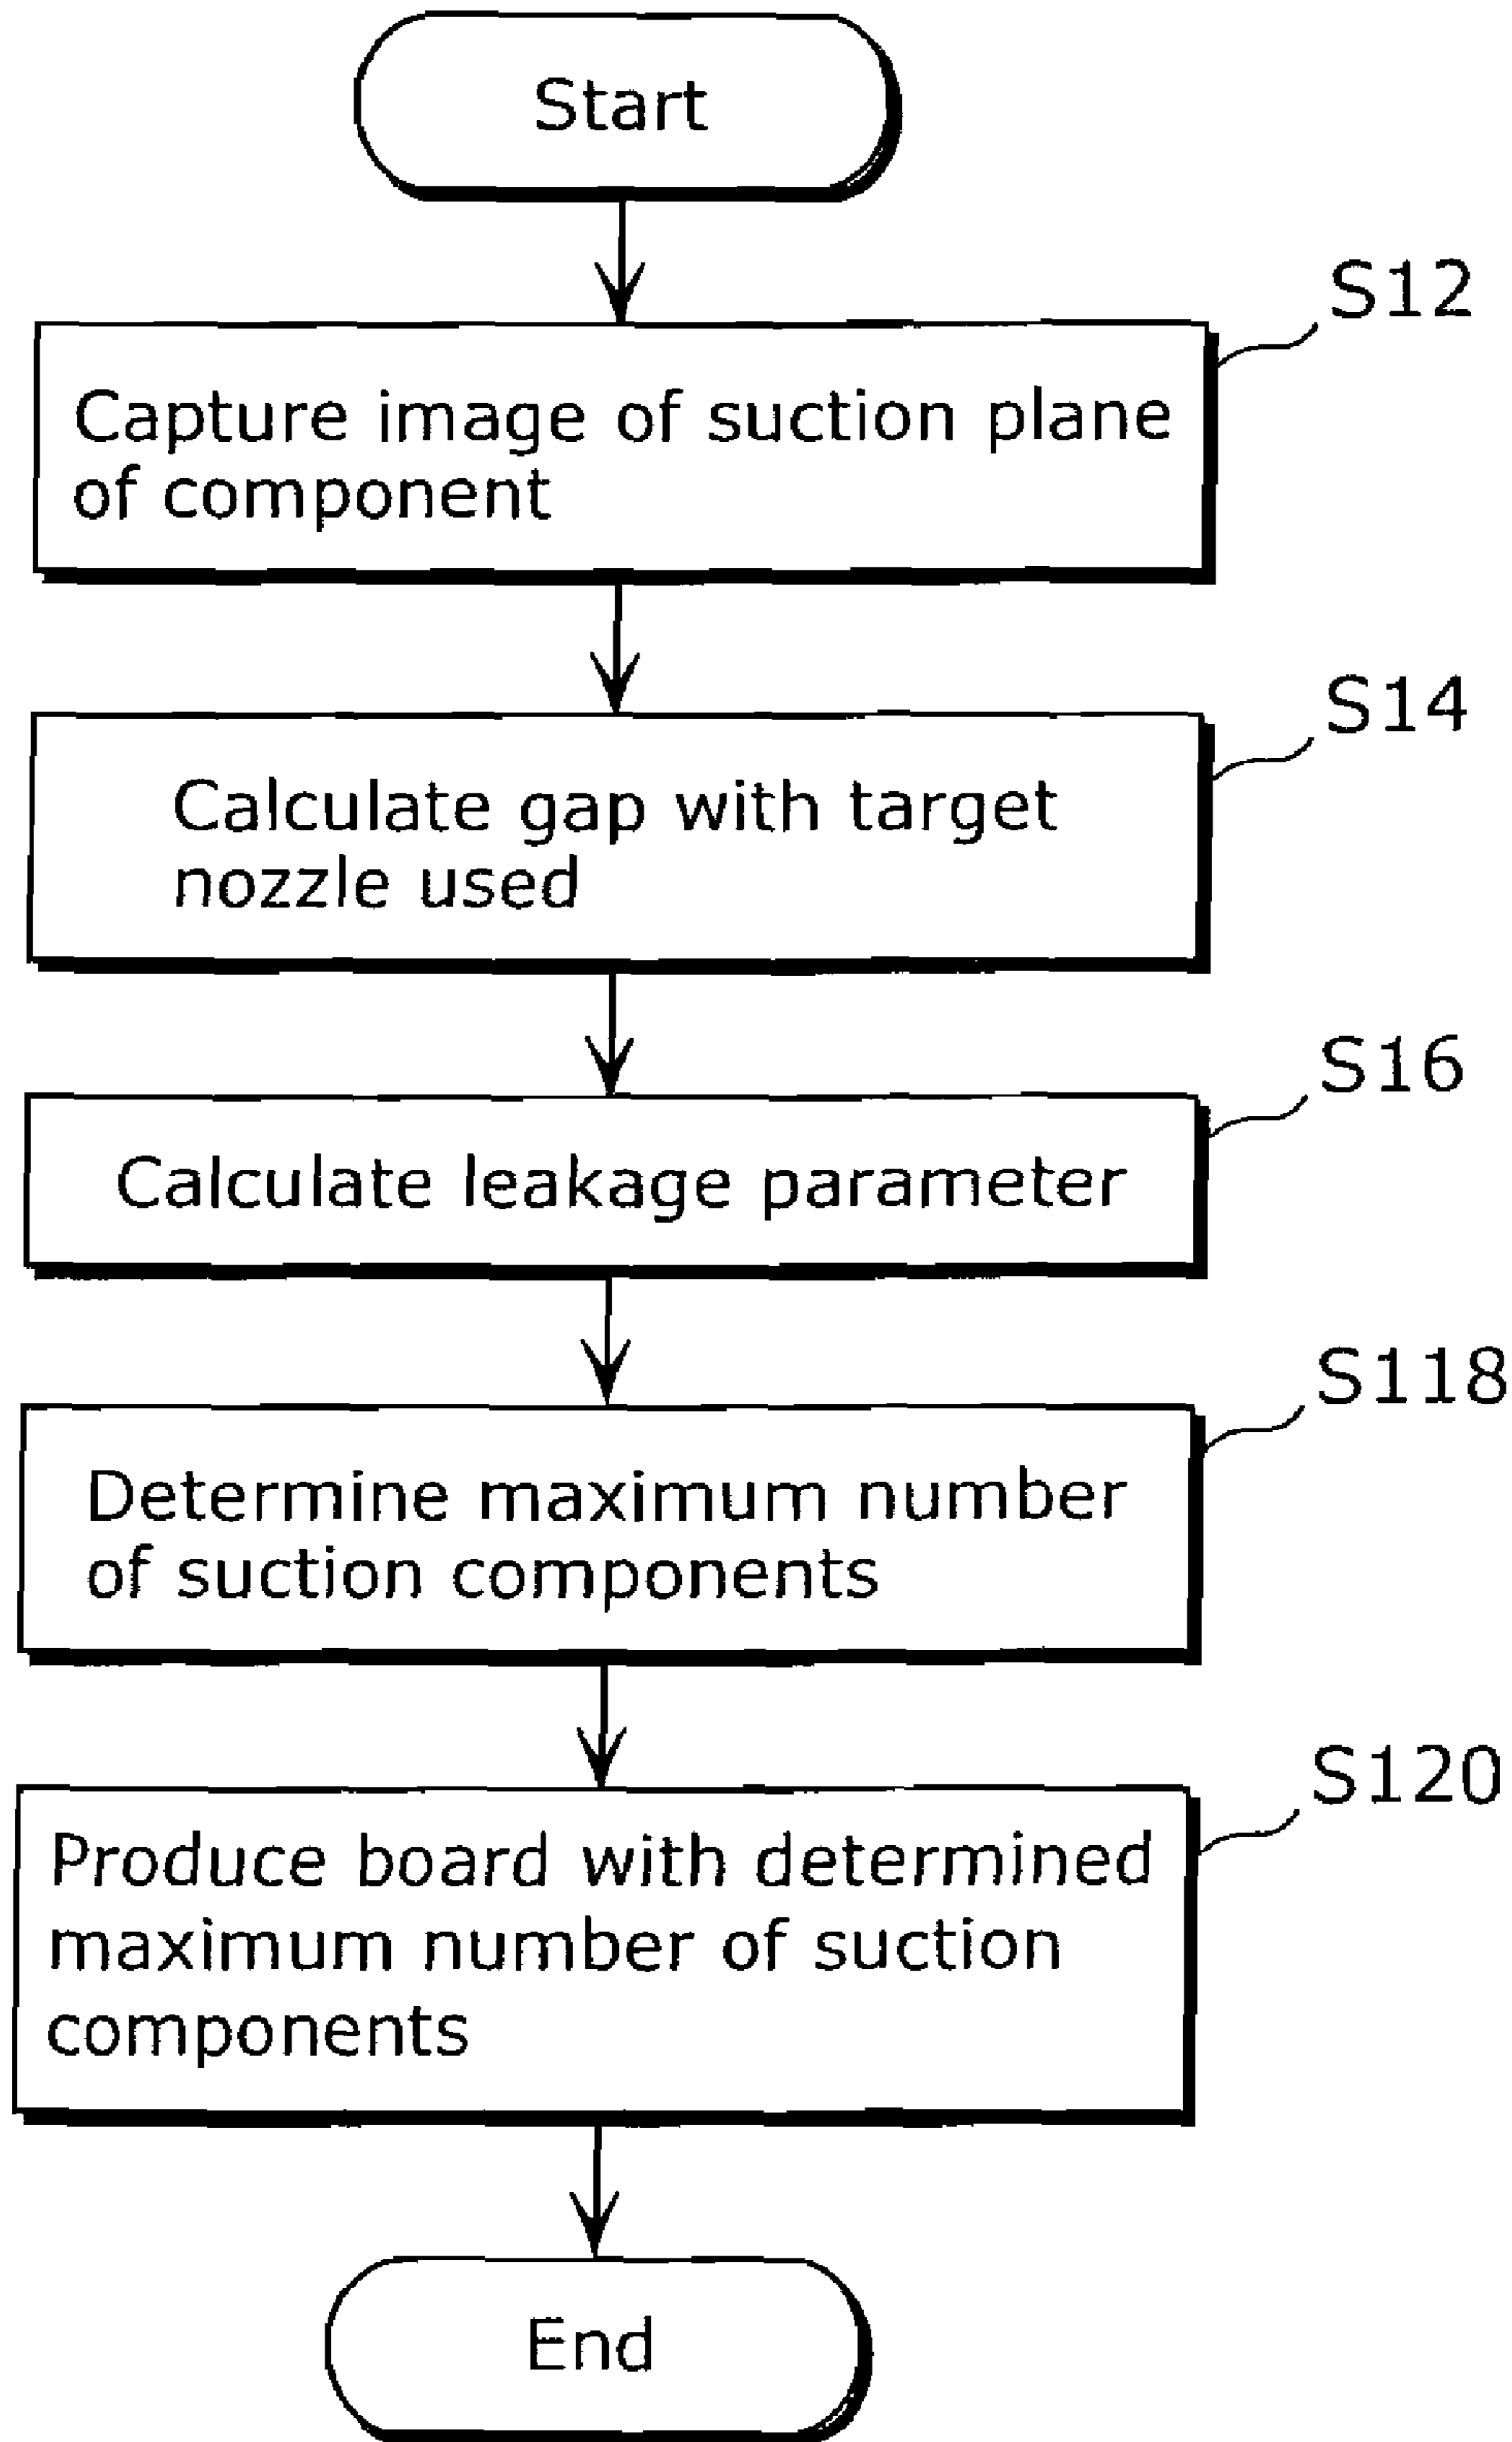 Start
S12
Capture image of suction plane
of component
S14
Calculate gap with target
nozzle used
S16
Calculate leakage parameter
S118
Determine maximum number
of suction components
S120
Produce board with determined
maximum number of suction
components
End